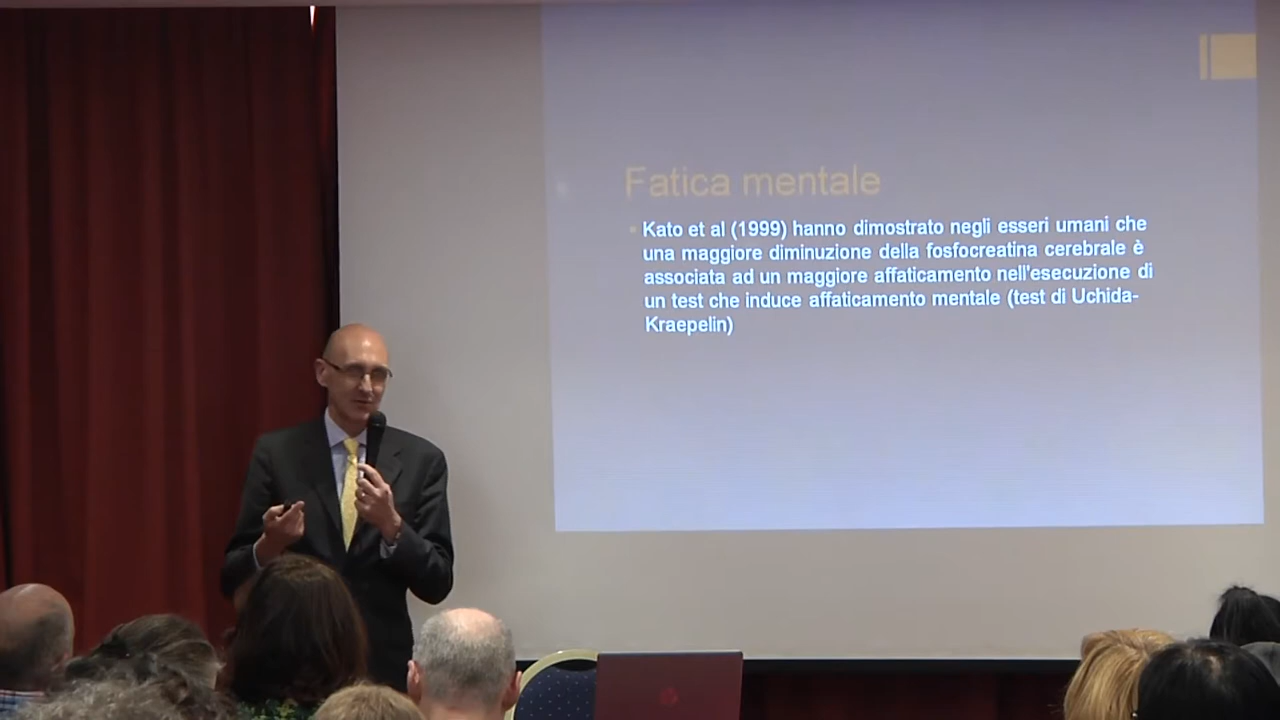 Fatica mentale
Kato et al (1999) hanno dimostrato negli esseri umani che
una maggiore diminuzione della fosfocreatina cerebrale è
associata ad un maggiore affaticamento nell'esecuzione di
un test che induce affaticamento mentale (test di Uchida-
Kraepelin)